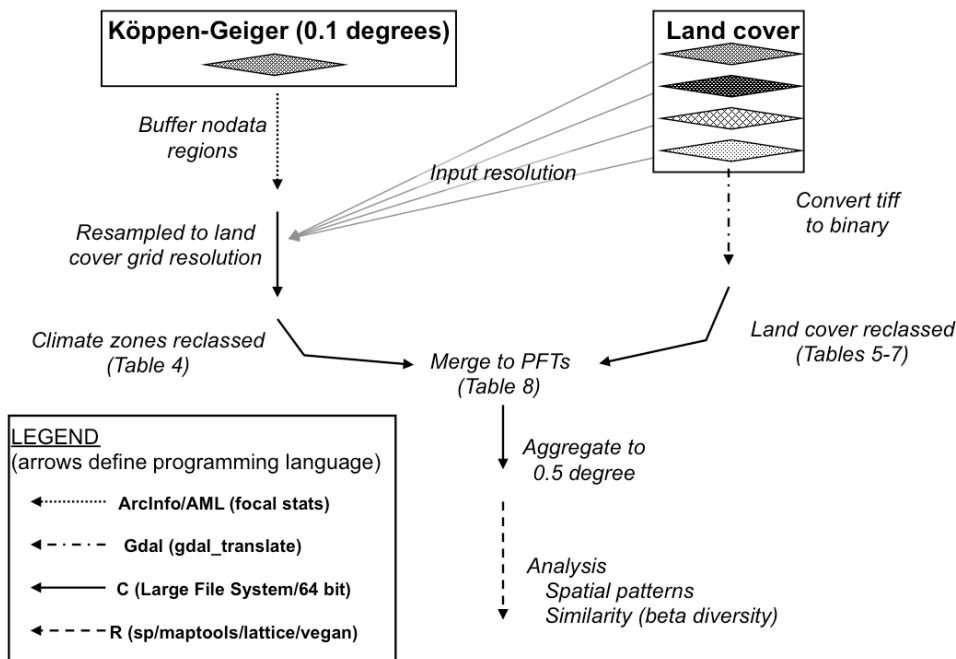 Köppen-Geiger (0.1 degrees)
Land cover
Buffer nodata
regions
Input resolution
Convert tiff
to binary
Resampled to land
cover grid resolution
Climate zones reclassed
(Table 4)
Land cover reclassed
(Tables 5-7)
Merge to PFTs
(Table 8)
Aggregate to
0.5 degree
Analysis
Spatial patterns
Similarity (beta diversity)
LEGEND
(arrows define programming language)
ArcInfo/AML (focal stats)
Gdal (gdal_translate)
C (Large File System/64 bit)
R (sp/maptools/lattice/vegan)